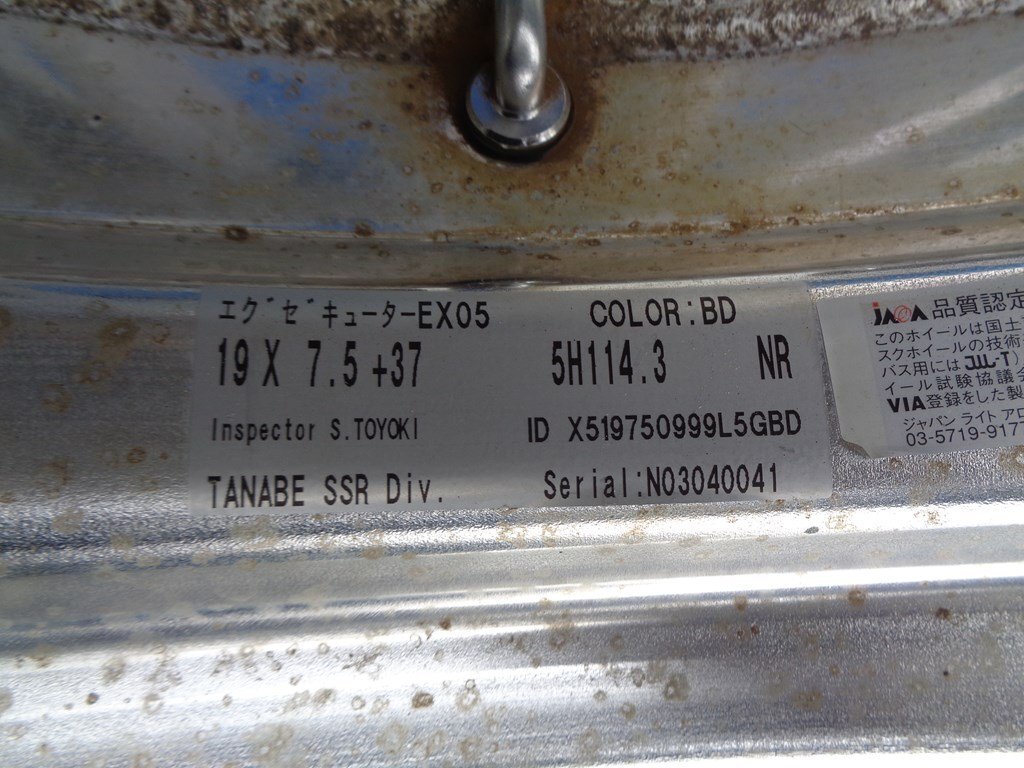 エグゼキューター-EX05 COLOR:BD
19 X 7.5 +37 5H114.3 NR
Inspector S.TOYOKI ID X519750999L5GBD
TANABE SSR Div. Serial:N03040041
JAWA 品質認定
このホイールは国土
スクホイールの技術
バス用には JWL-T)
イール試験協議会
VIA登録をした製
ジャパン ライト アロ
03-5719-917